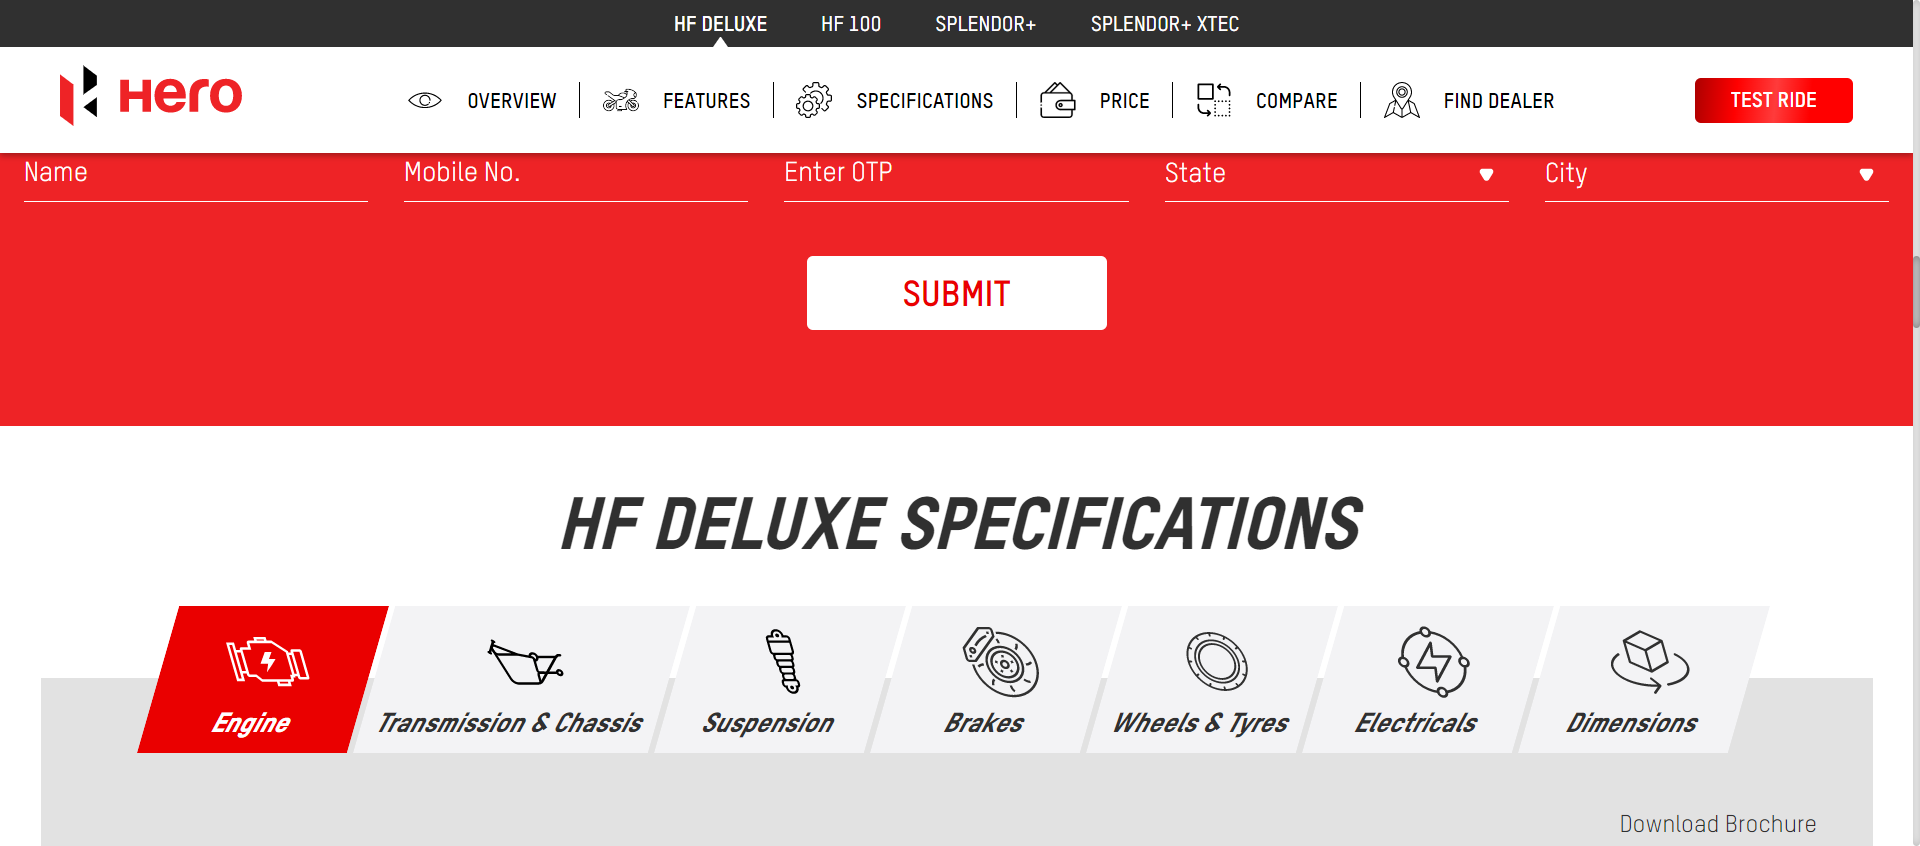 HF DELUXE HF 100 SPLENDOR+ SPLENDOR+ XTEC
Hero OVERVIEW FEATURES SPECIFICATIONS PRICE COMPARE FIND DEALER TEST RIDE
Name Mobile No. Enter OTP State City
SUBMIT
HF DELUXE SPECIFICATIONS
Engine Transmission & Chassis Suspension Brakes Wheels & Tyres Electricals Dimensions
Download Brochure